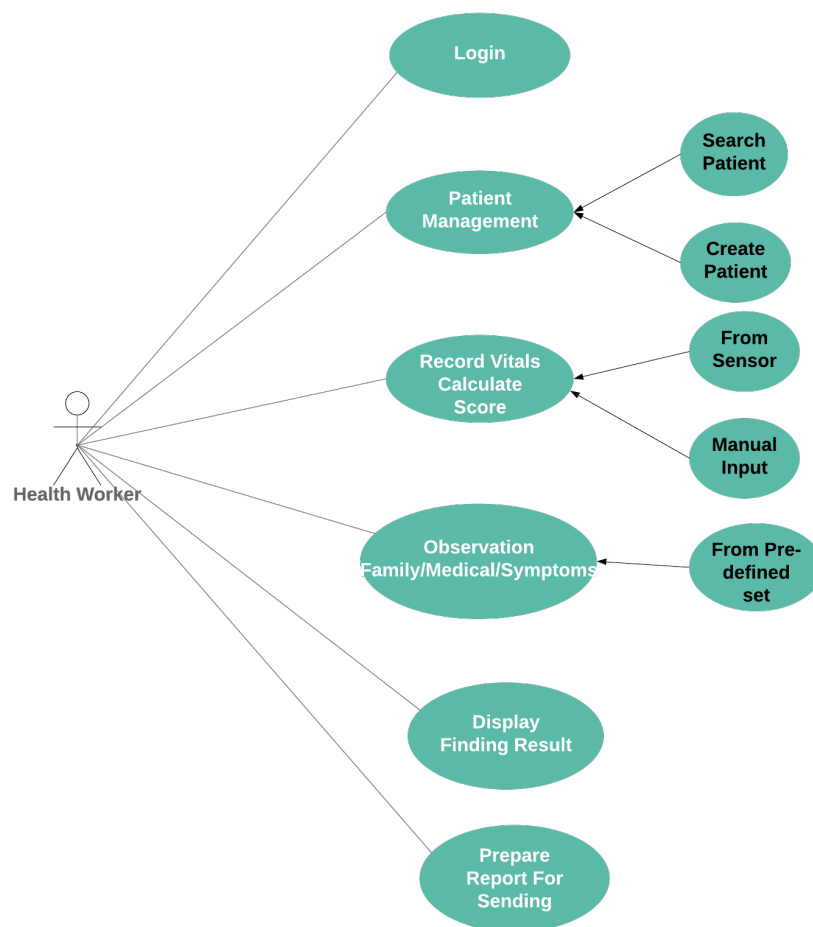 Login
Search
Patient
Patient
Management
Create
Patient
From
Sensor
Record Vitals
Calculate
Score
Manual
Input
Health Worker
Observation
Family/Medical/Symptoms
From Pre-
defined
set
Display
Finding Result
Prepare
Report For
Sending